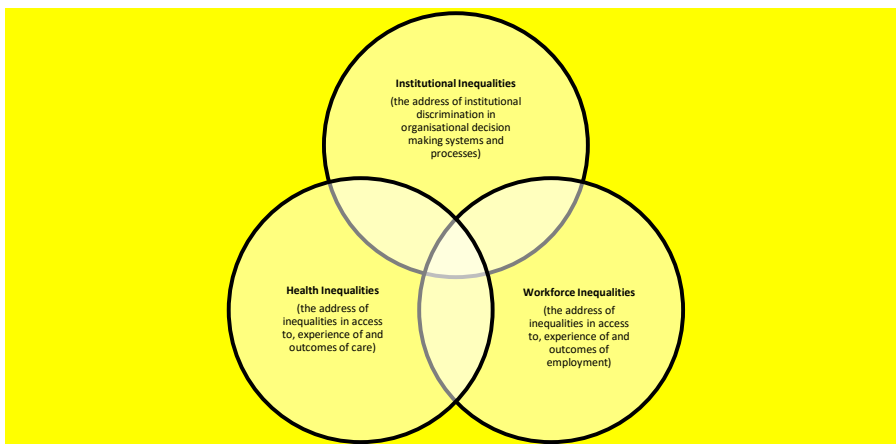 Institutional Inequalities
(the address of institutional
discrimination in
organisational decision
making systems and
processes)
Health Inequalities
(the address of
inequalities in access
to, experience of and
outcomes of care)
Workforce Inequalities
(the address of
inequalities in access
to, experience of and
outcomes of
employment)